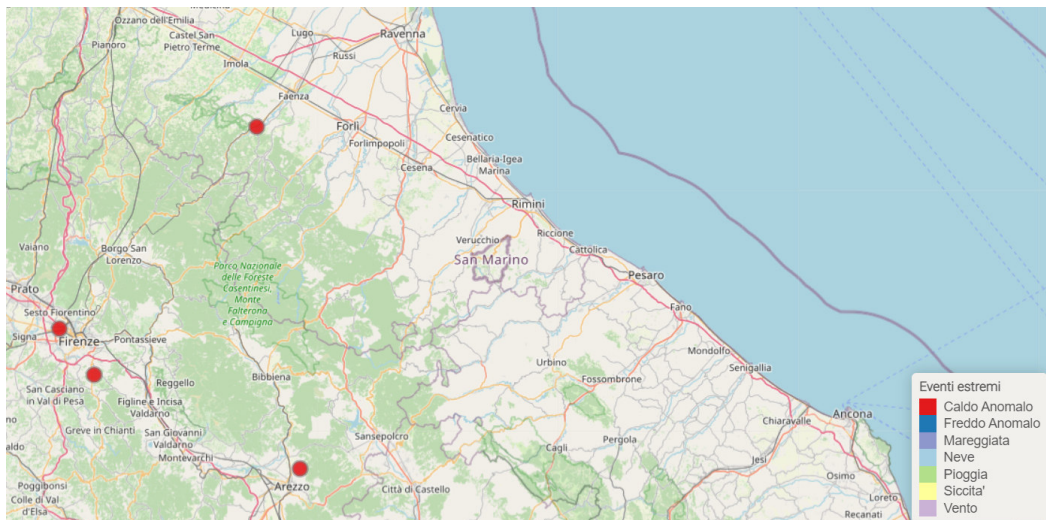 Ozzano dell'Emilia
Castel San
Pietro Terme
Pianoro
Lugo
Ravenna
Russi
Imola
Faenza
Cervia
Forlì
Forlimpopoli
Cesenatico
Cesena
Bellaria-Igea
Marina
Rimini
Vaiano
Borgo San
Lorenzo
Verucchio
Riccione
Cattolica
San Marino
Parco Nazionale
delle Foreste
Casentinesi,
Monte
Falterona
e Campigna
Pesaro
Prato
Sesto Fiorentino
Fano
Signa
Firenze
Pontassieve
Mondolfo
Urbino
Senigallia
San Casciano
in Val di Pesa
Reggello
Bibbiena
Fossombrone
Figline e Incisa
Valdarno
Greve in Chianti
San Giovanni
Valdarno
Montevarchi
Sansepolcro
Cagli
Pergola
Chiaravalle
Ancona
Jesi
Poggibonsi
Colle di Val
d'Elsa
Arezzo
Città di Castello
Osimo
Loreto
Recanati
Eventi estremi
Caldo Anomalo
Freddo Anomalo
Mareggiata
Neve
Pioggia
Siccita'
Vento